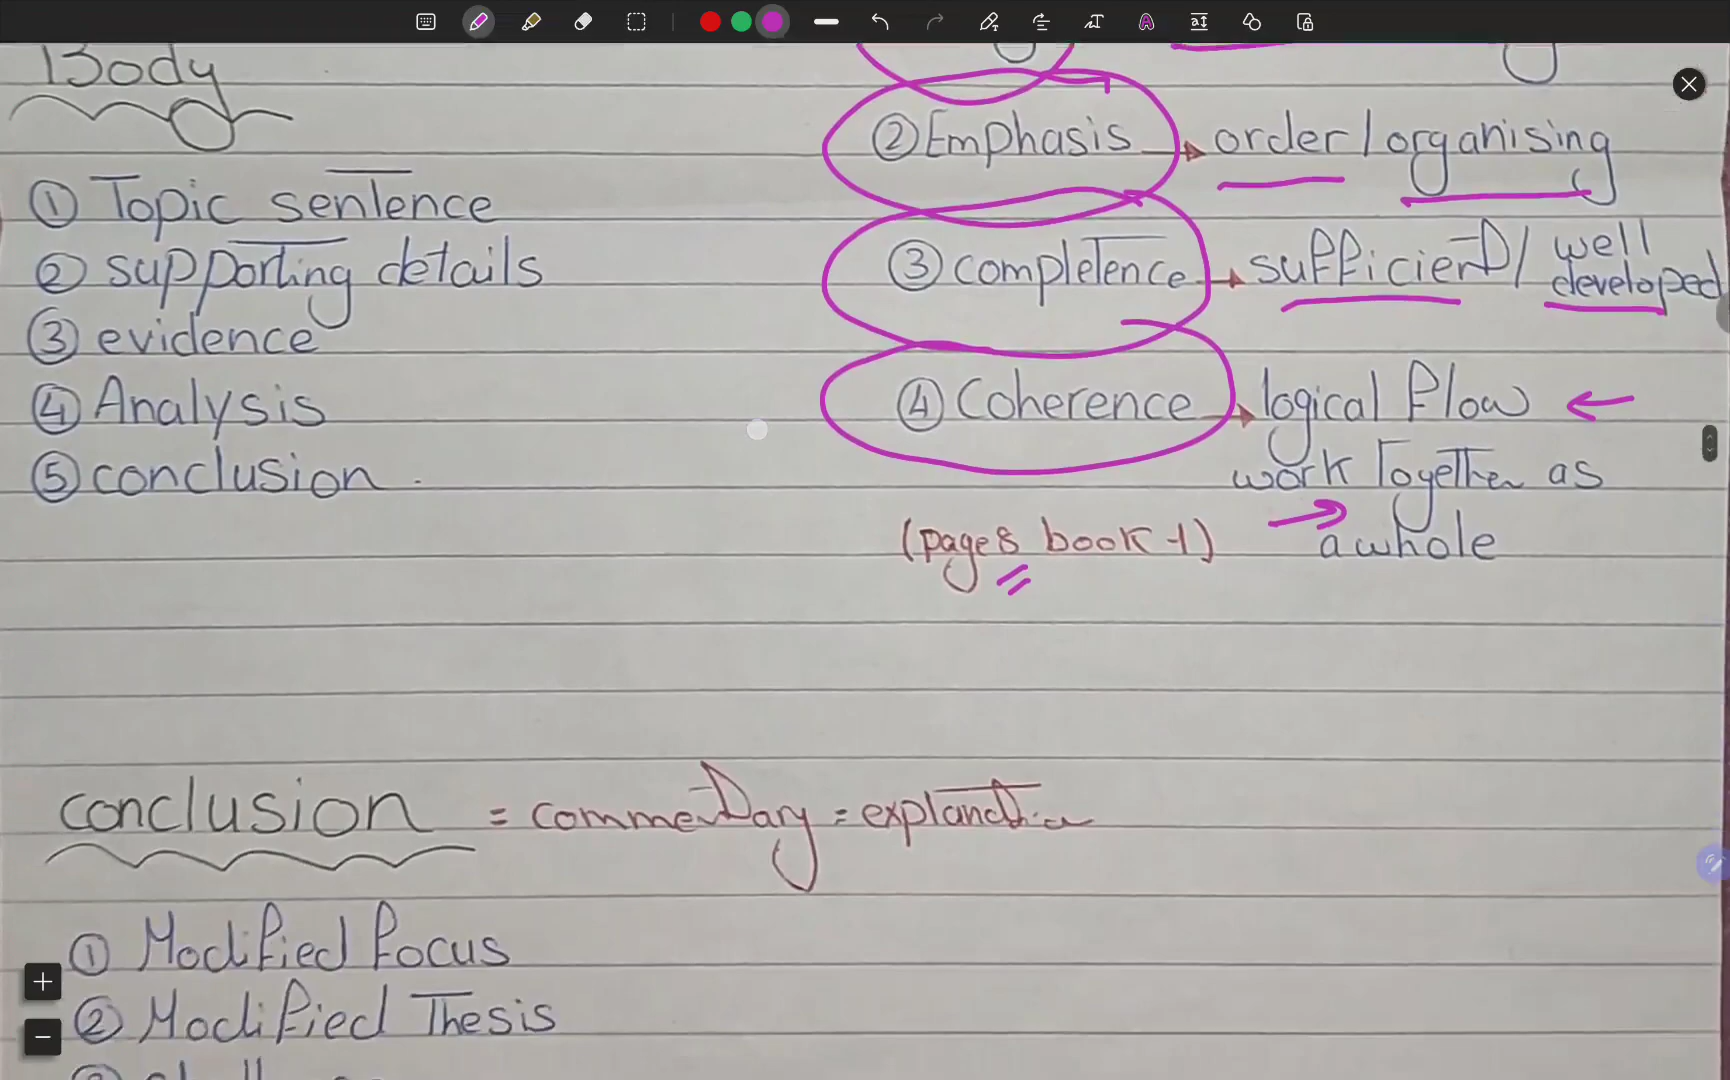 Body
① Topic sentence
② supporting details
③ evidence
④ Analysis
⑤ conclusion .
② Emphasis → order / organising
③ completence → sufficient / well developed
④ Coherence → logical flow ←
work together as
→ a whole
(page 8 book - 1)
conclusion = commentary = explanation
① Modified focus
② Modified Thesis